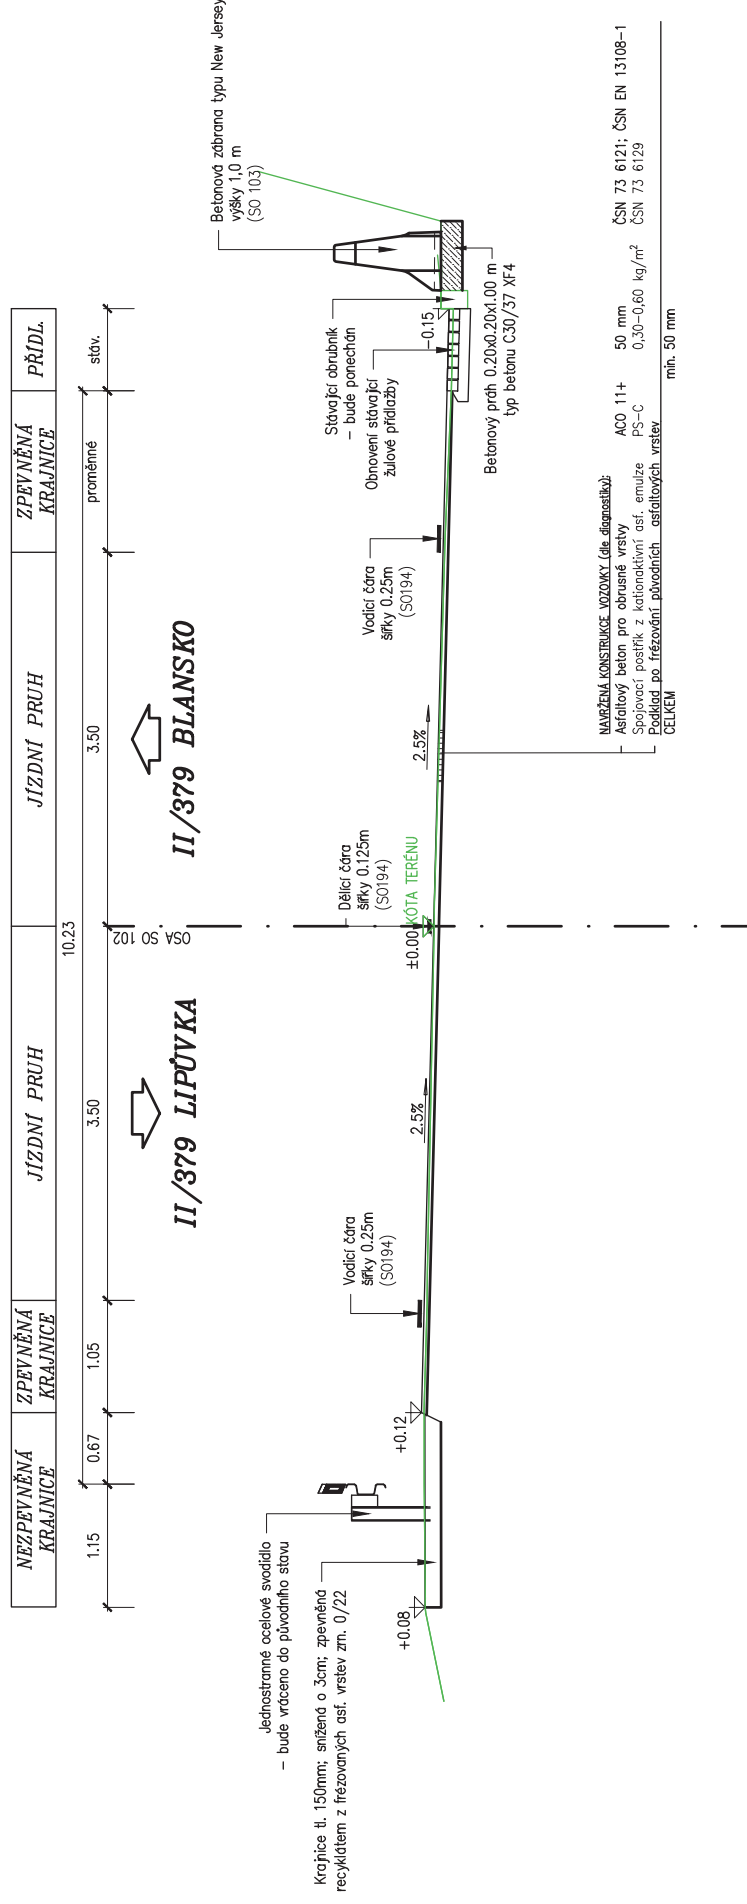 NEZPEVNĚNÁ
KRAJNICE
ZPEVNĚNÁ
KRAJNICE
JÍZDNÍ PRUH
JÍZDNÍ PRUH
ZPEVNĚNÁ
KRAJNICE
PŘÍDL.
10.23
1.15
0.67
1.05
3.50
3.50
proměnné
stáv.
OSA SO 102
II/379 LIPŮVKA
II/379 BLANSKO
Betonová zábrana typu New Jersey
výšky 1,0 m
(SO 103)
Jednostranné ocelové svodidlo
– bude vráceno do původního stavu
Krajnice tl. 150mm; snížená o 3cm; zpevněná
recyklátem z frézovaných asf. vrstev zrn. 0/22
Vodicí čára
šířky 0.25m
(SO194)
Dělicí čára
šířky 0.125m
(SO194)
Vodicí čára
šířky 0.25m
(SO194)
Stávající obrubník
– bude ponechán
Obnovení stávající
žulové přídlažby
+0.08
+0.12
2.5%
±0.00
KÓTA TERÉNU
2.5%
-0.15
Betonový práh 0.20x0.20x1.00 m
typ betonu C30/37 XF4
NAVRŽENÁ KONSTRUKCE VOZOVKY (dle diagnostiky):
Asfaltový beton pro obrusné vrstvy ACO 11+ 50 mm ČSN 73 6121; ČSN EN 13108-1
Spojovací postřik z kationaktivní asf. emulze PS-C 0,30-0,60 kg/m² ČSN 73 6129
Podklad po frézování původních asfaltových vrstev
CELKEM min. 50 mm